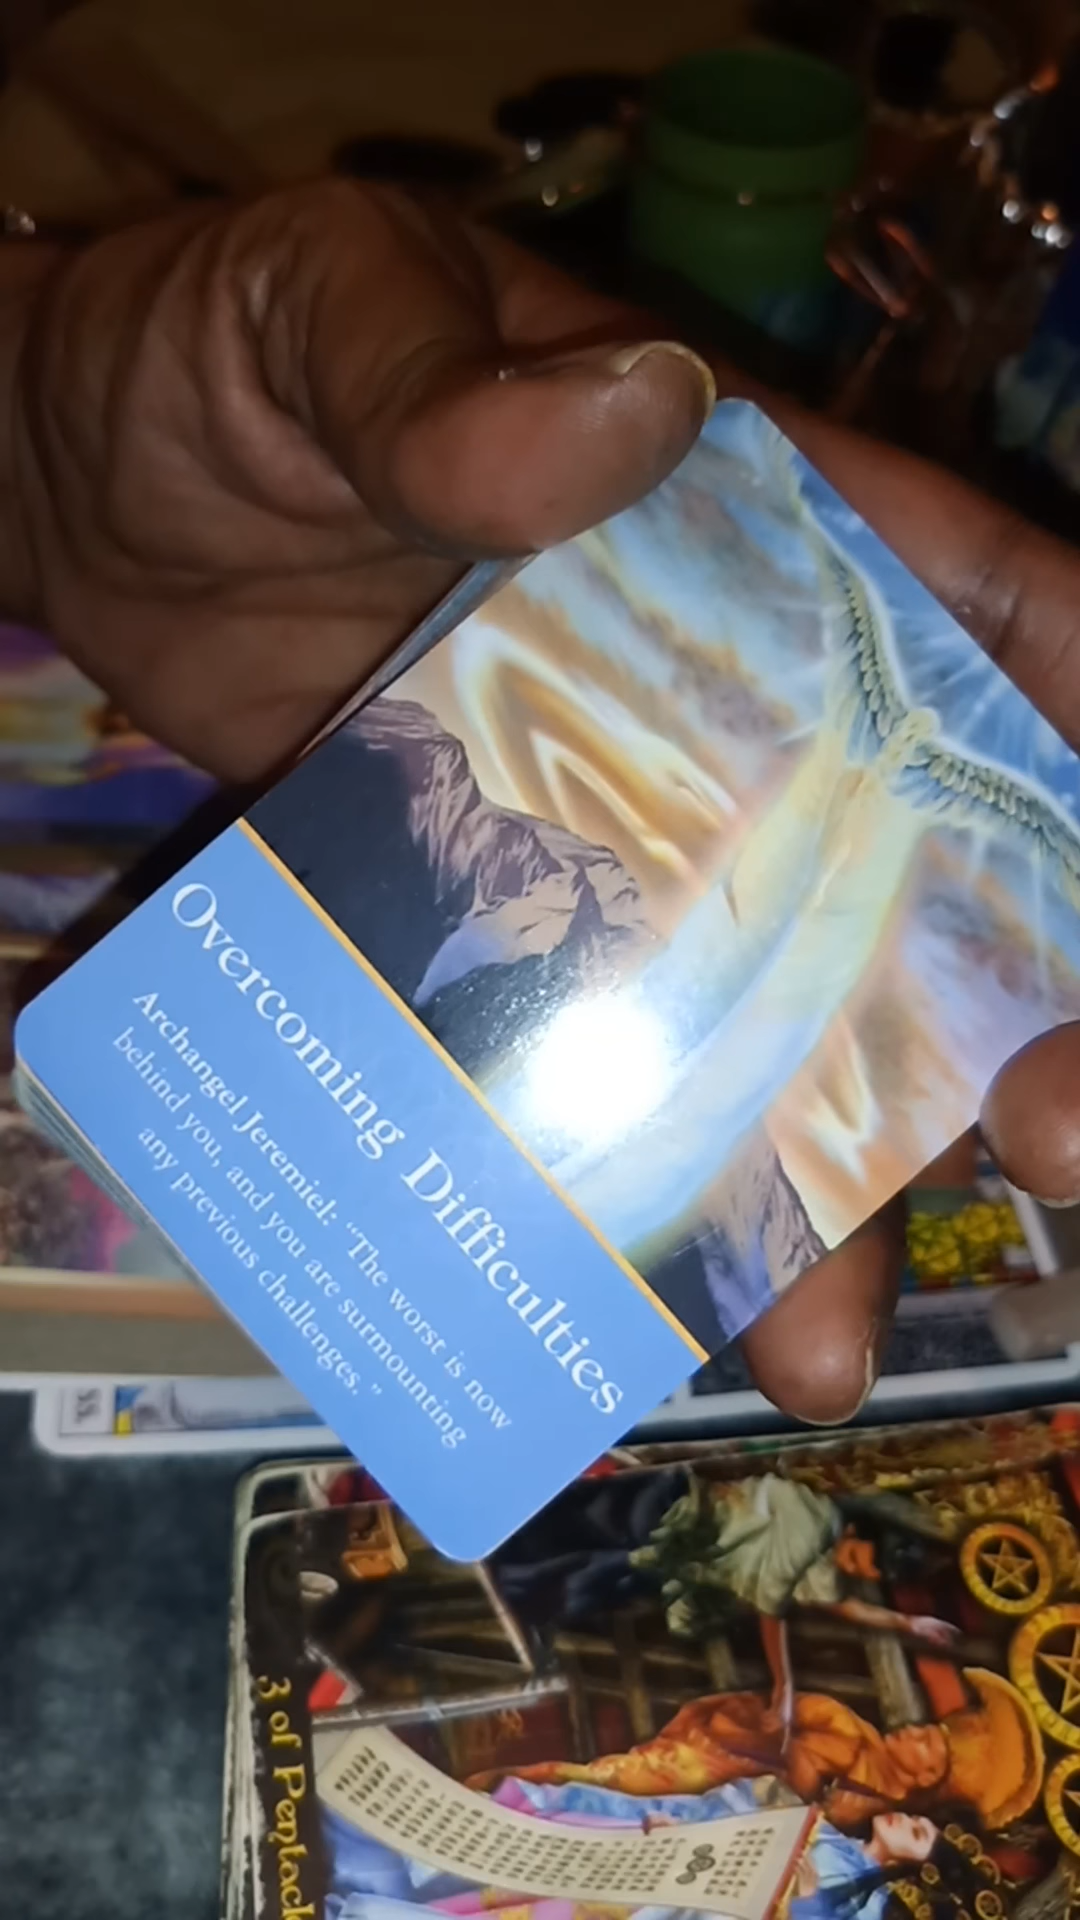 Overcoming Difficulties
Archangel Jeremiel: “The worst is now
behind you, and you are surmounting
any previous challenges.”
3 of Pentacl